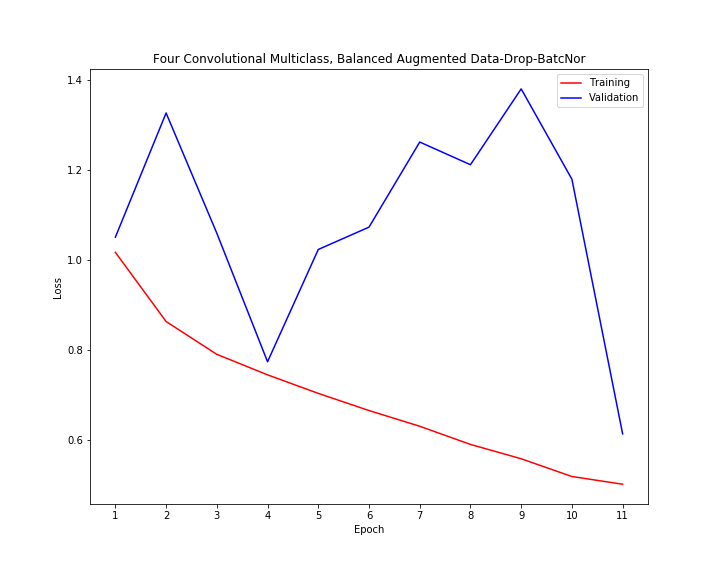 Four Convolutional Multiclass, Balanced Augmented Data-Drop-BatcNor
Training
Validation
1.4
1.2
1.0
0.8
0.6
Loss
1 2 3 4 5 6 7 8 9 10 11
Epoch